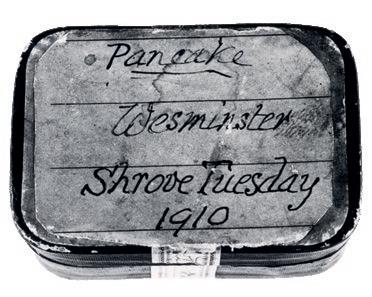 Pancake
Wesminster
Shrove Tuesday
1910